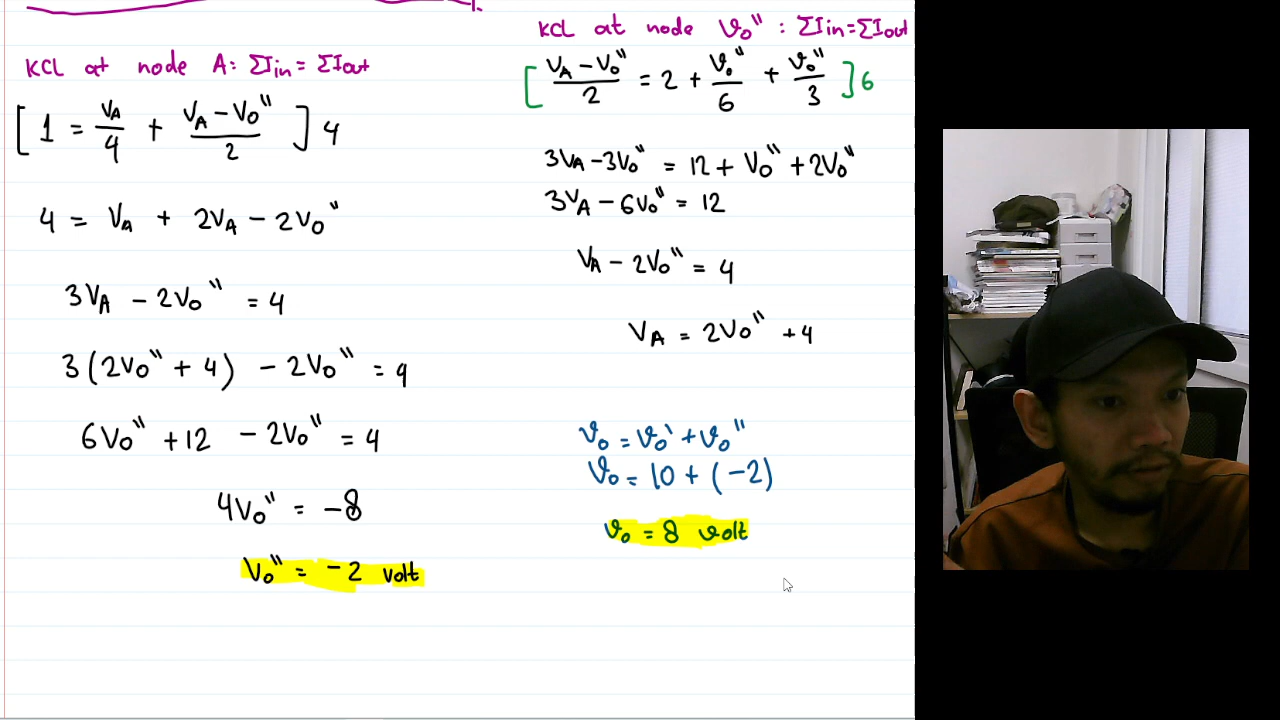 KCL at node A: ΣIin = ΣIout
[ 1 = VA/4 + (VA − Vo")/2 ] 4
4 = VA + 2VA − 2Vo"
3VA − 2Vo" = 4
3(2Vo" + 4) − 2Vo" = 4
6Vo" + 12 − 2Vo" = 4
4Vo" = −8
Vo" = −2 volt
KCL at node Vo" : ΣIin=ΣIout
[ (VA − Vo")/2 = 2 + Vo"/6 + Vo"/3 ] 6
3VA − 3Vo" = 12 + Vo" + 2Vo"
3VA − 6Vo" = 12
VA − 2Vo" = 4
VA = 2Vo" + 4
Vo = Vo' + Vo"
Vo = 10 + (−2)
Vo = 8 volt